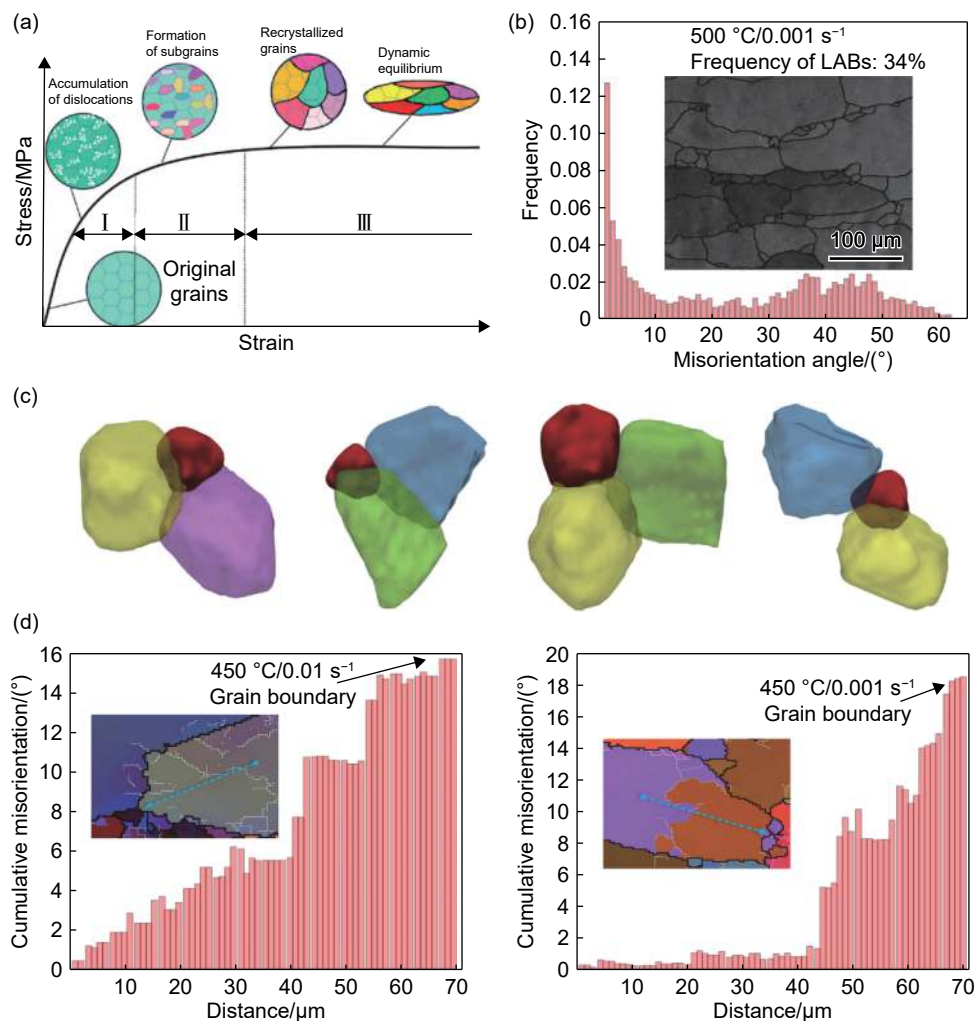 (a)
Formation
of subgrains
Recrystallized
grains
Dynamic
equilibrium
Accumulation
of dislocations
Stress/MPa
Ⅰ
Ⅱ
Ⅲ
Original
grains
Strain
(b)
500 °C/0.001 s⁻¹
Frequency of LABs: 34%
100 μm
Frequency
0.16
0.14
0.12
0.10
0.08
0.06
0.04
0.02
0
10
20
30
40
50
60
Misorientation angle/(°)
(c)
(d)
450 °C/0.01 s⁻¹
Grain boundary
Cumulative misorientation/(°)
16
14
12
10
8
6
4
2
0
10
20
30
40
50
60
70
Distance/μm
450 °C/0.001 s⁻¹
Grain boundary
Cumulative misorientation/(°)
20
18
16
14
12
10
8
6
4
2
0
10
20
30
40
50
60
70
Distance/μm